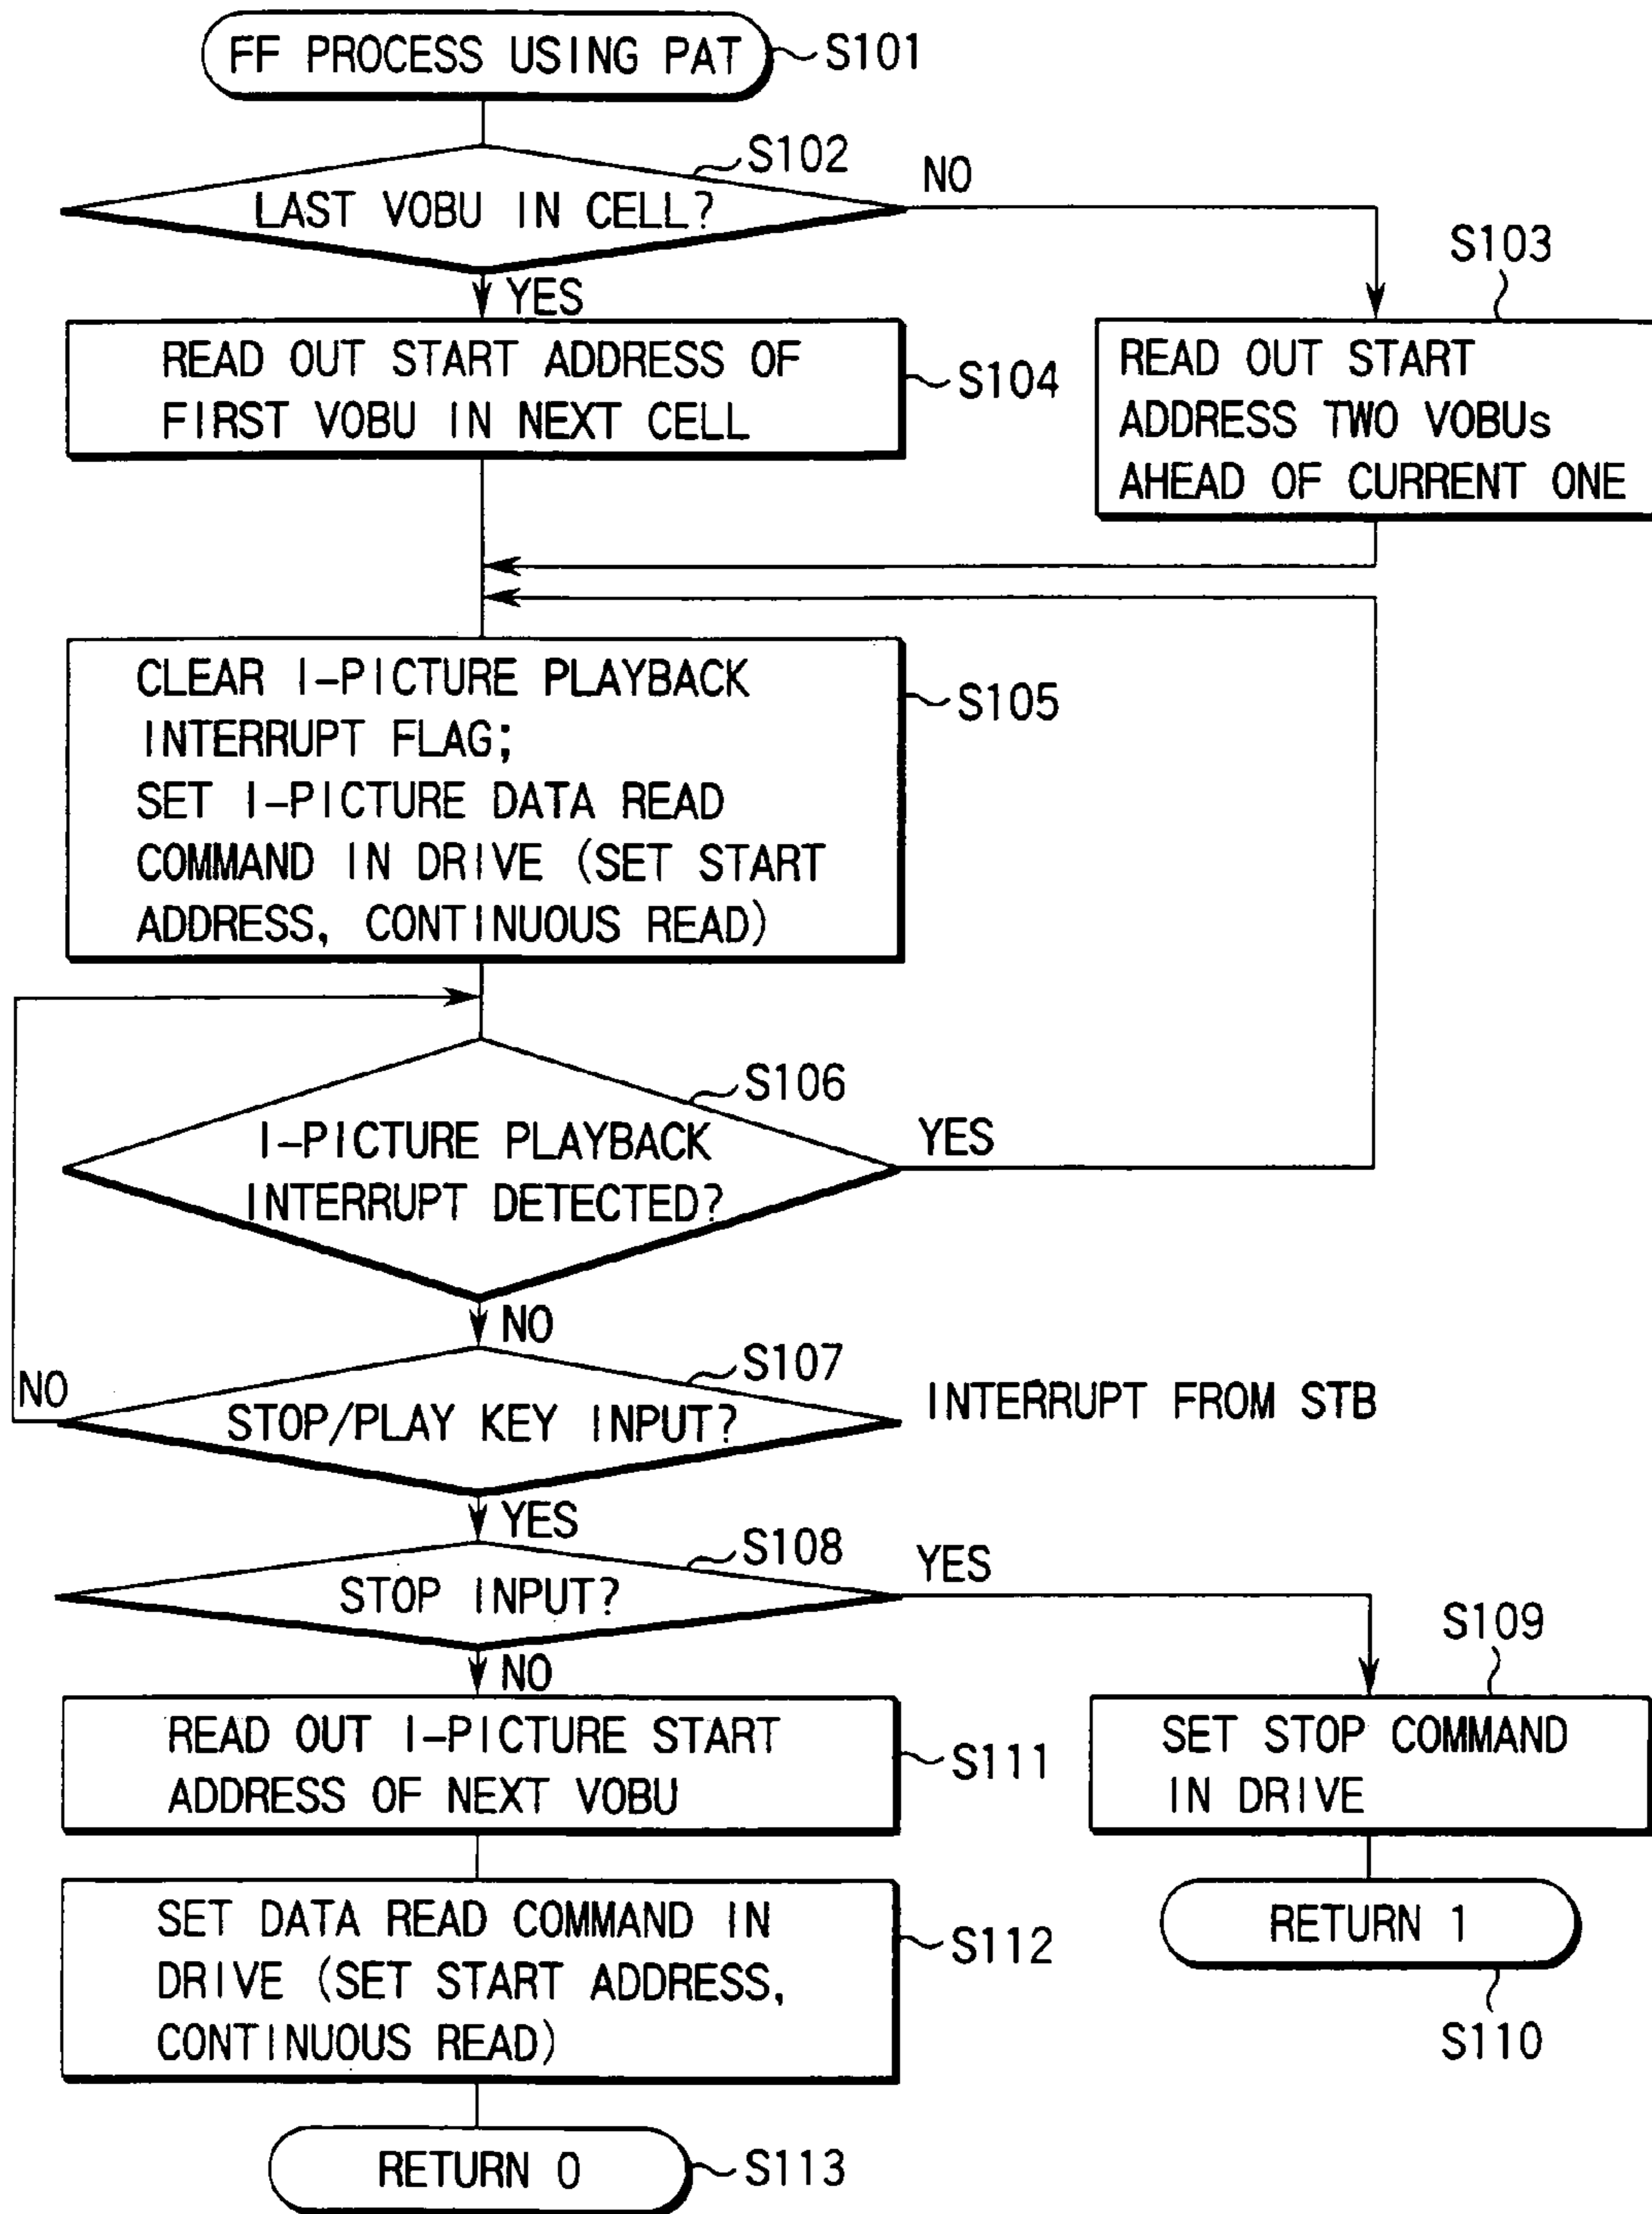 FF PROCESS USING PAT
S101
S102
LAST VOBU IN CELL?
NO
YES
S103
READ OUT START ADDRESS OF
FIRST VOBU IN NEXT CELL
S104
READ OUT START
ADDRESS TWO VOBUs
AHEAD OF CURRENT ONE
CLEAR I-PICTURE PLAYBACK
INTERRUPT FLAG;
SET I-PICTURE DATA READ
COMMAND IN DRIVE (SET START
ADDRESS, CONTINUOUS READ)
S105
S106
I-PICTURE PLAYBACK
INTERRUPT DETECTED?
YES
NO
S107
NO
STOP/PLAY KEY INPUT?
INTERRUPT FROM STB
YES
S108
STOP INPUT?
YES
NO
S109
READ OUT I-PICTURE START
ADDRESS OF NEXT VOBU
S111
SET STOP COMMAND
IN DRIVE
SET DATA READ COMMAND IN
DRIVE (SET START ADDRESS,
CONTINUOUS READ)
S112
RETURN 1
S110
RETURN 0
S113